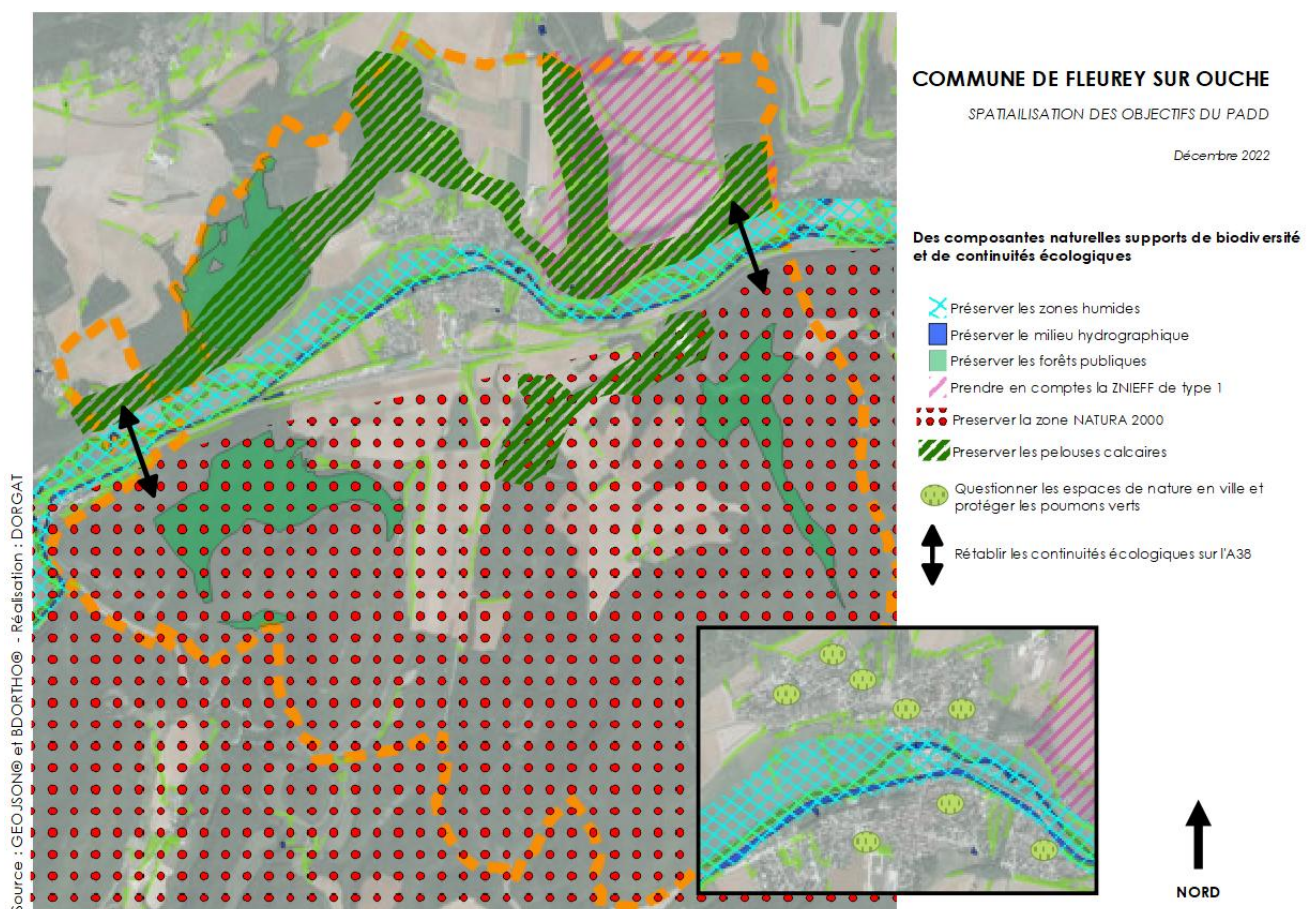 COMMUNE DE FLEUREY SUR OUCHE
SPATIAILISATION DES OBJECTIFS DU PADD
Décembre 2022
Des composantes naturelles supports de biodiversité
et de continuités écologiques
Préserver les zones humides
Préserver le milieu hydrographique
Préserver les forêts publiques
Prendre en comptes la ZNIEFF de type 1
Preserver la zone NATURA 2000
Preserver les pelouses calcaires
Questionner les espaces de nature en ville et
protéger les poumons verts
Rétablir les continuités écologiques sur l'A38
NORD
Source : GEOJSON® et BDORTHO® - Réalisation : DORGAT